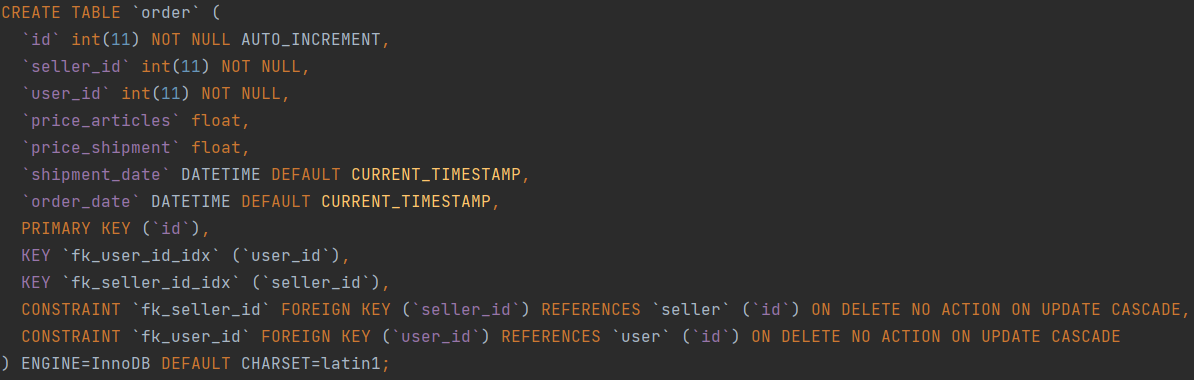 CREATE TABLE `order` (
  `id` int(11) NOT NULL AUTO_INCREMENT,
  `seller_id` int(11) NOT NULL,
  `user_id` int(11) NOT NULL,
  `price_articles` float,
  `price_shipment` float,
  `shipment_date` DATETIME DEFAULT CURRENT_TIMESTAMP,
  `order_date` DATETIME DEFAULT CURRENT_TIMESTAMP,
  PRIMARY KEY (`id`),
  KEY `fk_user_id_idx` (`user_id`),
  KEY `fk_seller_id_idx` (`seller_id`),
  CONSTRAINT `fk_seller_id` FOREIGN KEY (`seller_id`) REFERENCES `seller` (`id`) ON DELETE NO ACTION ON UPDATE CASCADE,
  CONSTRAINT `fk_user_id` FOREIGN KEY (`user_id`) REFERENCES `user` (`id`) ON DELETE NO ACTION ON UPDATE CASCADE
) ENGINE=InnoDB DEFAULT CHARSET=latin1;